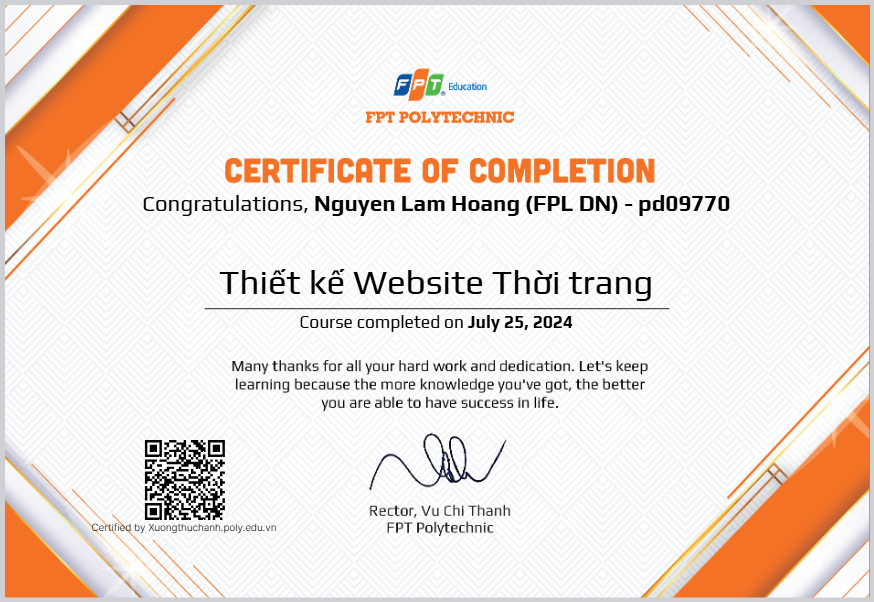 FPT Education
FPT POLYTECHNIC
CERTIFICATE OF COMPLETION
Congratulations, Nguyen Lam Hoang (FPL DN) - pd09770
Thiết kế Website Thời trang
Course completed on July 25, 2024
Many thanks for all your hard work and dedication. Let's keep
learning because the more knowledge you've got, the better
you are able to have success in life.
Certified by Xuongthuchanh.poly.edu.vn
Rector, Vu Chi Thanh
FPT Polytechnic